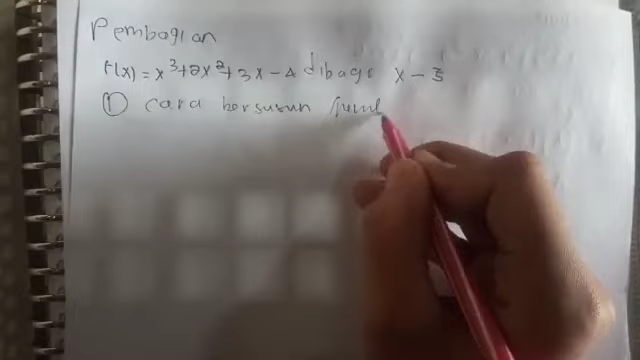 Pembagian
F(x) = x³+2x²+3x-4 dibagi x-3
① cara bersusun